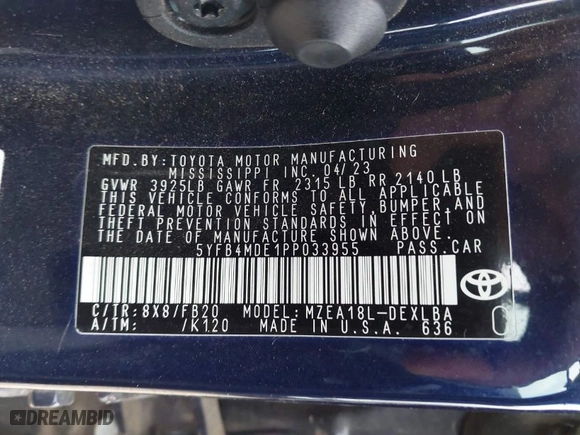 MFD.BY:TOYOTA MOTOR MANUFACTURING
MISSISSIPPI INC. 04/23
GVWR 3925LB GAWR FR 2315 LB RR 2140 LB
THIS VEHICLE CONFORMS TO ALL APPLICABLE
FEDERAL MOTOR VEHICLE SAFETY, BUMPER, AND
THEFT PREVENTION STANDARDS IN EFFECT ON
THE DATE OF MANUFACTURE SHOWN ABOVE.
5YFB4MDE1PP033955 PASS.CAR
C/TR:8X8/FB20 MODEL:MZEA18L-DEXLBA
A/TM: /K120 MADE IN U.S.A. 636
C
DREAMBID